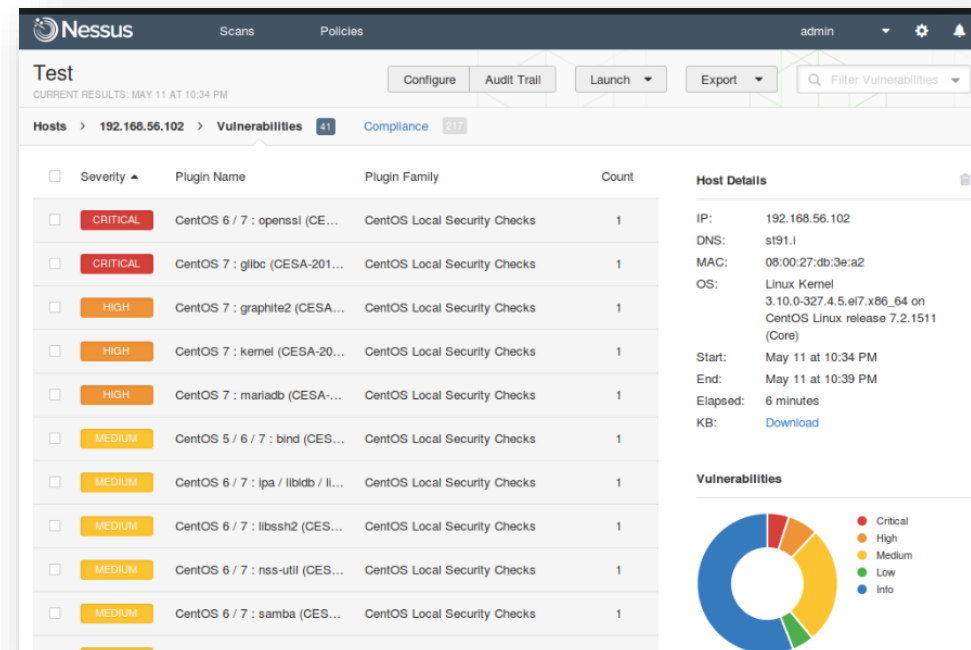 Nessus Scans Policies admin
Test Configure Audit Trail Launch Export Filter Vulnerabilities
CURRENT RESULTS: MAY 11 AT 10:34 PM
Hosts > 192.168.56.102 > Vulnerabilities 41 Compliance 217
Severity Plugin Name Plugin Family Count
CRITICAL CentOS 6 / 7 : openssl (CE... CentOS Local Security Checks 1
CRITICAL CentOS 7 : glibc (CESA-201... CentOS Local Security Checks 1
HIGH CentOS 7 : graphite2 (CESA... CentOS Local Security Checks 1
HIGH CentOS 7 : kernel (CESA-20... CentOS Local Security Checks 1
HIGH CentOS 7 : mariadb (CESA-... CentOS Local Security Checks 1
MEDIUM CentOS 5 / 6 / 7 : bind (CES... CentOS Local Security Checks 1
MEDIUM CentOS 6 / 7 : ipa / libldb / li... CentOS Local Security Checks 1
MEDIUM CentOS 6 / 7 : libssh2 (CES... CentOS Local Security Checks 1
MEDIUM CentOS 6 / 7 : nss-util (CES... CentOS Local Security Checks 1
MEDIUM CentOS 6 / 7 : samba (CES... CentOS Local Security Checks 1
Host Details
IP: 192.168.56.102
DNS: st91.i
MAC: 08:00:27:db:3e:a2
OS: Linux Kernel
3.10.0-327.4.5.el7.x86_64 on
CentOS Linux release 7.2.1511
(Core)
Start: May 11 at 10:34 PM
End: May 11 at 10:39 PM
Elapsed: 6 minutes
KB: Download
Vulnerabilities
Critical
High
Medium
Low
Info